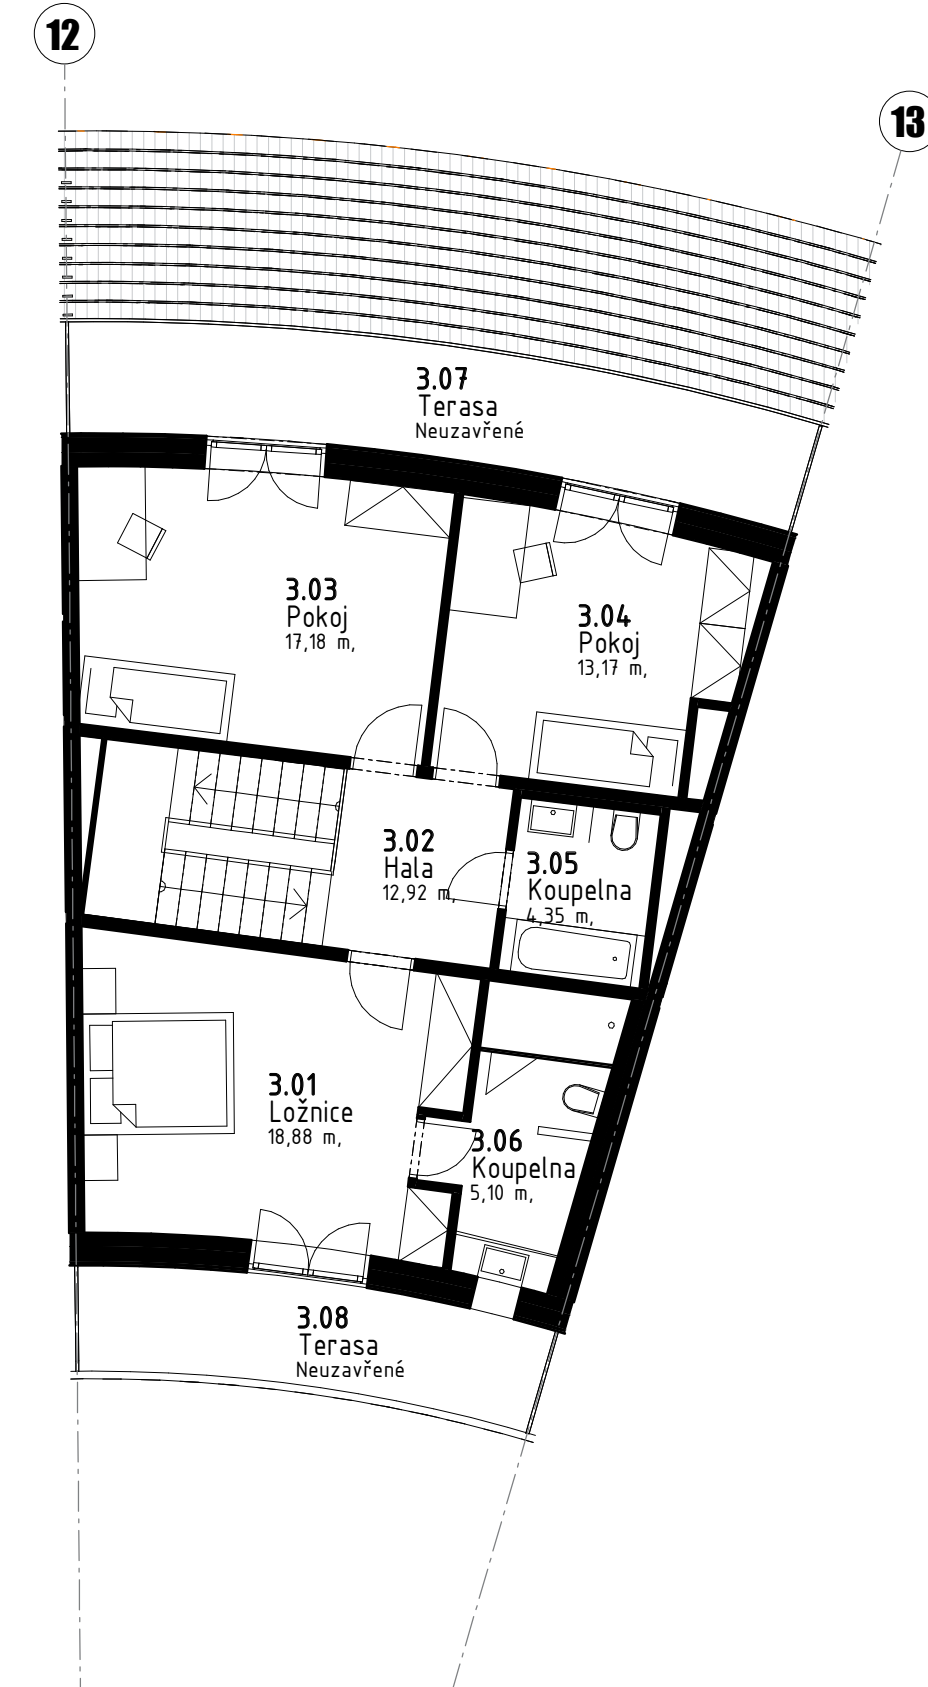 12
13
3.07
Terasa
Neuzavřené
3.03
Pokoj
17,18 m,
3.04
Pokoj
13,17 m,
3.02
Hala
12,92 m,
3.05
Koupelna
4,35 m,
3.01
Ložnice
18,88 m,
3.06
Koupelna
5,10 m,
3.08
Terasa
Neuzavřené